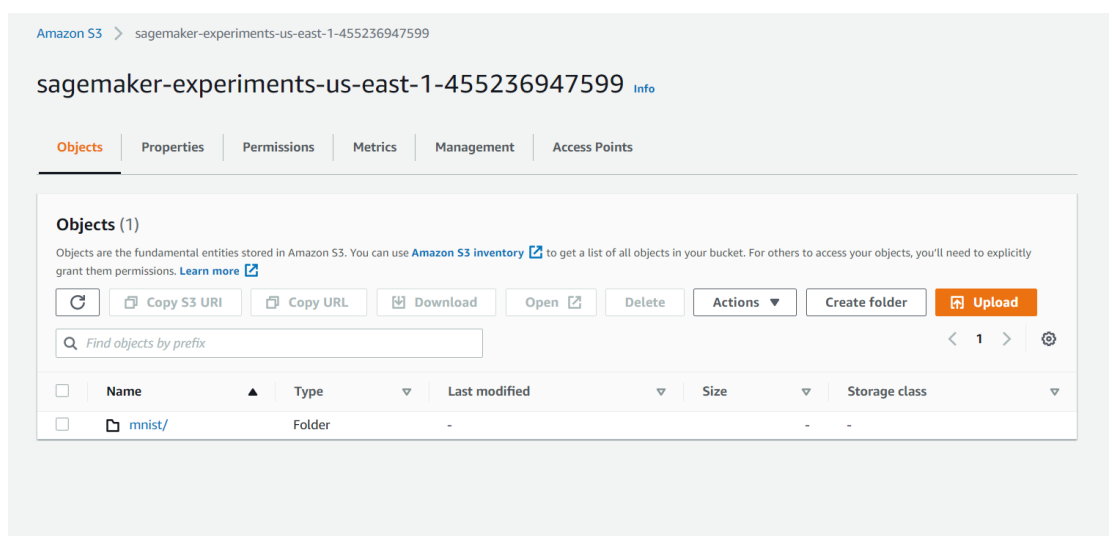 Amazon S3 > sagemaker-experiments-us-east-1-455236947599
sagemaker-experiments-us-east-1-455236947599 Info
Objects Properties Permissions Metrics Management Access Points
Objects (1)
Objects are the fundamental entities stored in Amazon S3. You can use Amazon S3 inventory to get a list of all objects in your bucket. For others to access your objects, you'll need to explicitly
grant them permissions. Learn more
Copy S3 URI Copy URL Download Open Delete Actions Create folder Upload
Find objects by prefix < 1 >
Name Type Last modified Size Storage class
mnist/ Folder - - -